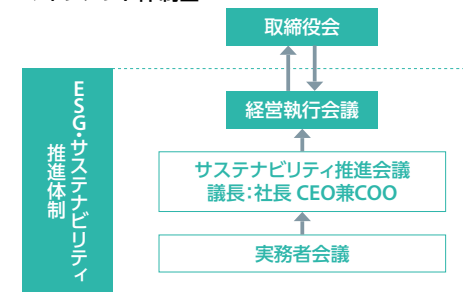 取締役会
経営執行会議
ESG・サステナビリティ
推進体制
サステナビリティ推進会議
議長:社長 CEO兼COO
実務者会議